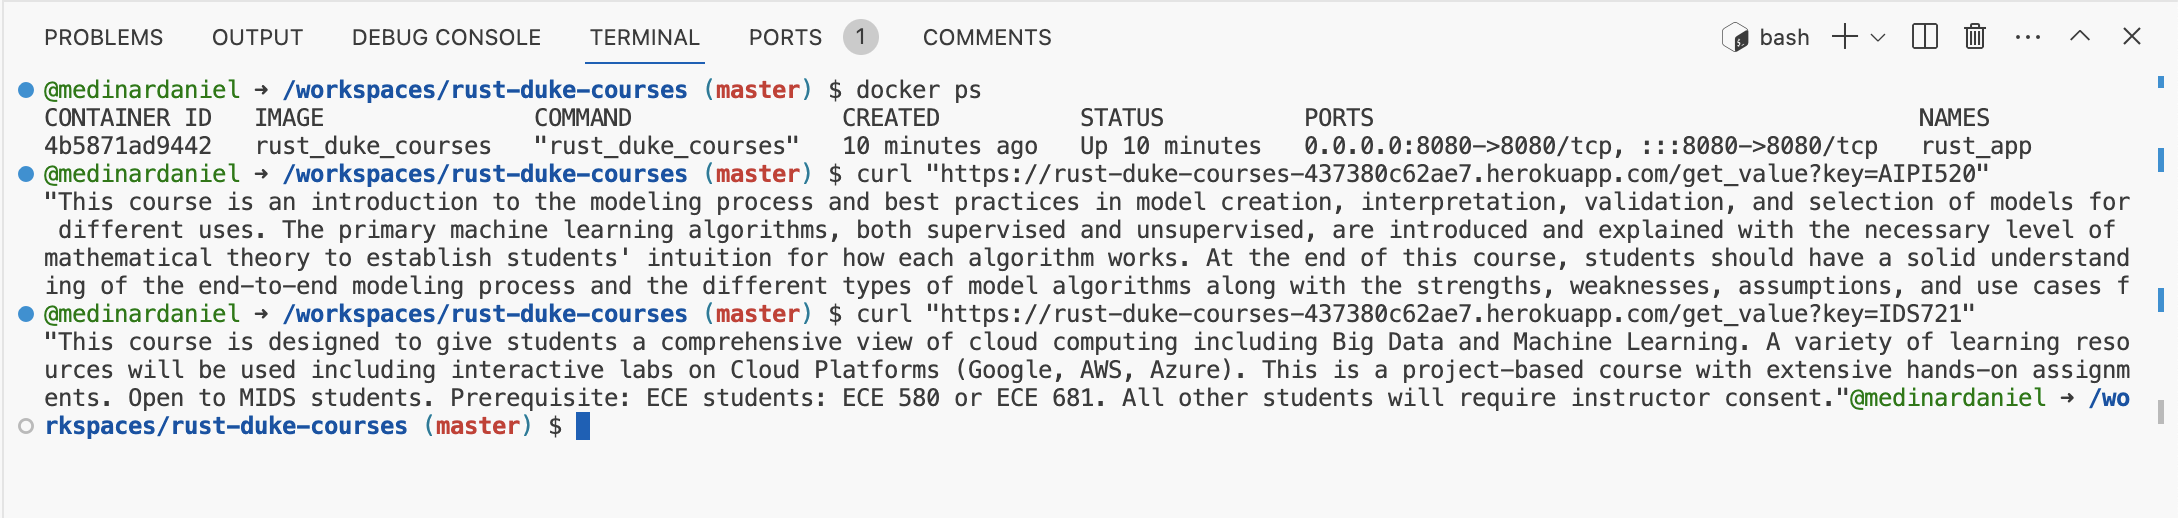 PROBLEMS OUTPUT DEBUG CONSOLE TERMINAL PORTS 1 COMMENTS bash
@medinardaniel ➜ /workspaces/rust-duke-courses (master) $ docker ps
CONTAINER ID IMAGE COMMAND CREATED STATUS PORTS NAMES
4b5871ad9442 rust_duke_courses "rust_duke_courses" 10 minutes ago Up 10 minutes 0.0.0.0:8080->8080/tcp, :::8080->8080/tcp rust_app
@medinardaniel ➜ /workspaces/rust-duke-courses (master) $ curl "https://rust-duke-courses-437380c62ae7.herokuapp.com/get_value?key=AIPI520"
"This course is an introduction to the modeling process and best practices in model creation, interpretation, validation, and selection of models for
different uses. The primary machine learning algorithms, both supervised and unsupervised, are introduced and explained with the necessary level of
mathematical theory to establish students' intuition for how each algorithm works. At the end of this course, students should have a solid understand
ing of the end-to-end modeling process and the different types of model algorithms along with the strengths, weaknesses, assumptions, and use cases f
@medinardaniel ➜ /workspaces/rust-duke-courses (master) $ curl "https://rust-duke-courses-437380c62ae7.herokuapp.com/get_value?key=IDS721"
"This course is designed to give students a comprehensive view of cloud computing including Big Data and Machine Learning. A variety of learning reso
urces will be used including interactive labs on Cloud Platforms (Google, AWS, Azure). This is a project-based course with extensive hands-on assignm
ents. Open to MIDS students. Prerequisite: ECE students: ECE 580 or ECE 681. All other students will require instructor consent."@medinardaniel ➜ /wo
rkspaces/rust-duke-courses (master) $